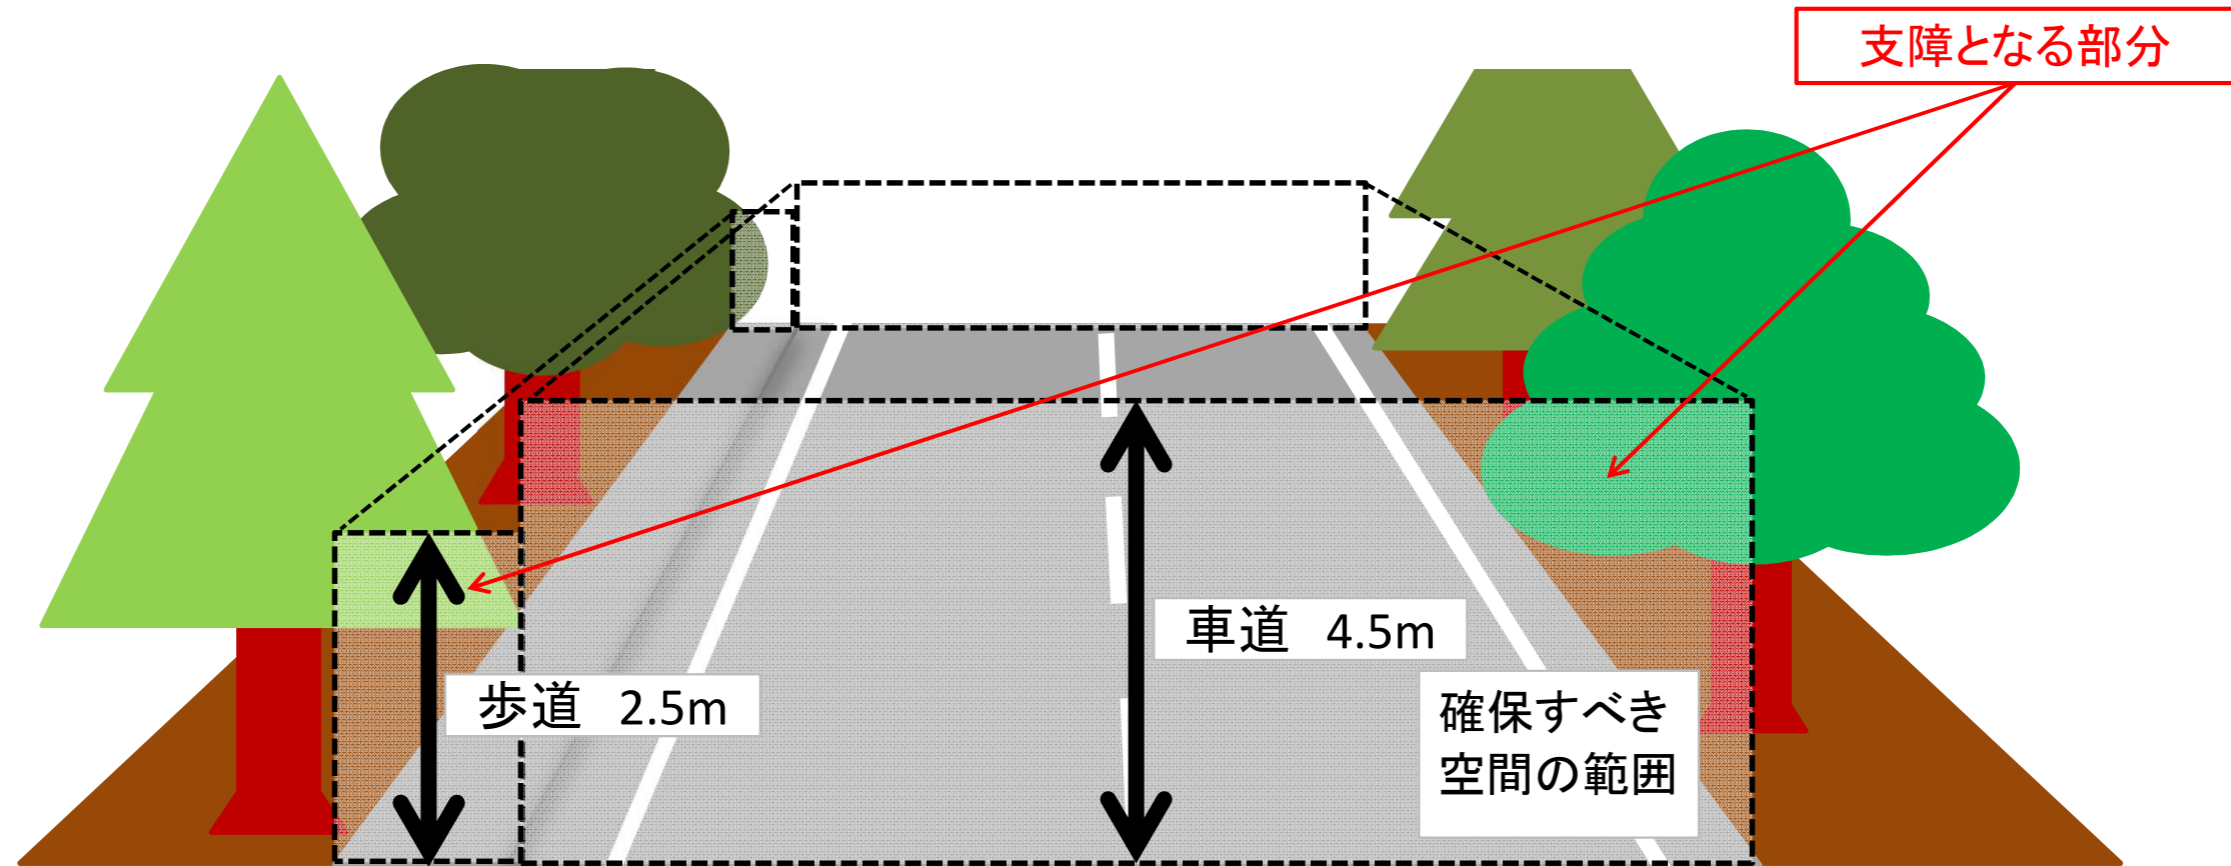 支障となる部分
車道　4.5m
歩道　2.5m
確保すべき
空間の範囲